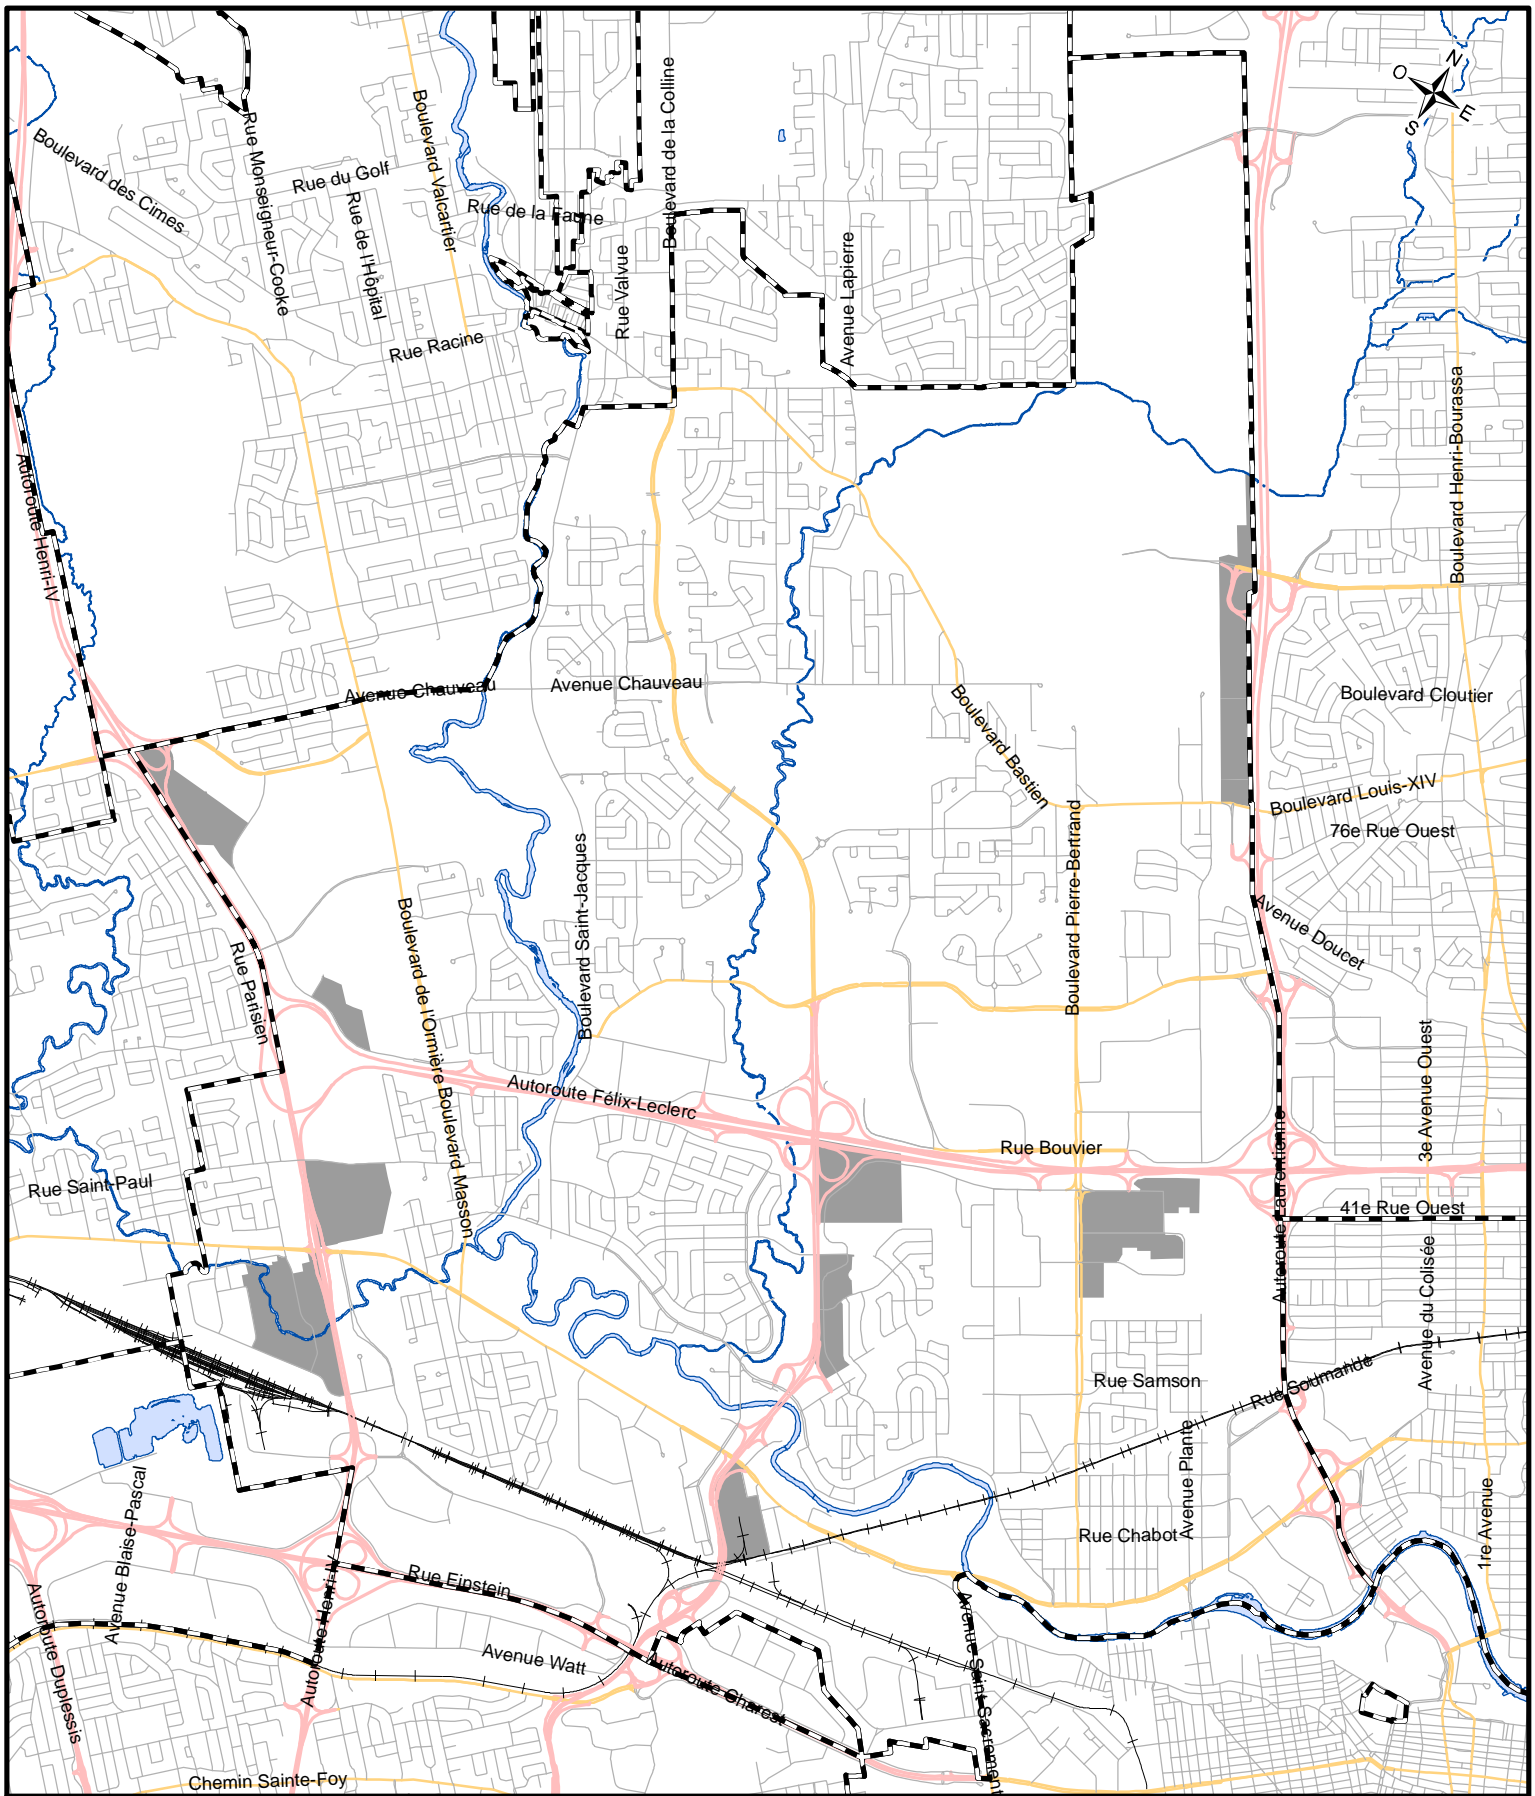 N
O
E
S
Boulevard de la Colline
Boulevard Valcartier
Rue Monseigneur-Cooke
Boulevard des Cimes
Rue du Golf
Rue de l'Hôpital
Rue de la Faune
Rue Valvue
Avenue Lapierre
Rue Racine
Boulevard Henri-Bourassa
Autoroute Henri-IV
Avenue Chauveau
Avenue Chauveau
Boulevard Cloutier
Boulevard Bastien
Boulevard Louis-XIV
76e Rue Ouest
Boulevard Pierre-Bertrand
Boulevard Saint-Jacques
Avenue Doucet
Boulevard de l'Ormière
Rue Parisien
3e Avenue Ouest
Autoroute Félix-Leclerc
Boulevard Masson
Rue Bouvier
Autoroute Laurentienne
Rue Saint-Paul
41e Rue Ouest
Avenue du Colisée
Rue Samson
Rue Soumande
Avenue Plante
Avenue Blaise-Pascal
1re Avenue
Rue Chabot
Autoroute Henri-IV
Rue Einstein
Autoroute Duplessis
Avenue Watt
Autoroute Charest
Avenue Saint-Sacrement
Chemin Sainte-Foy